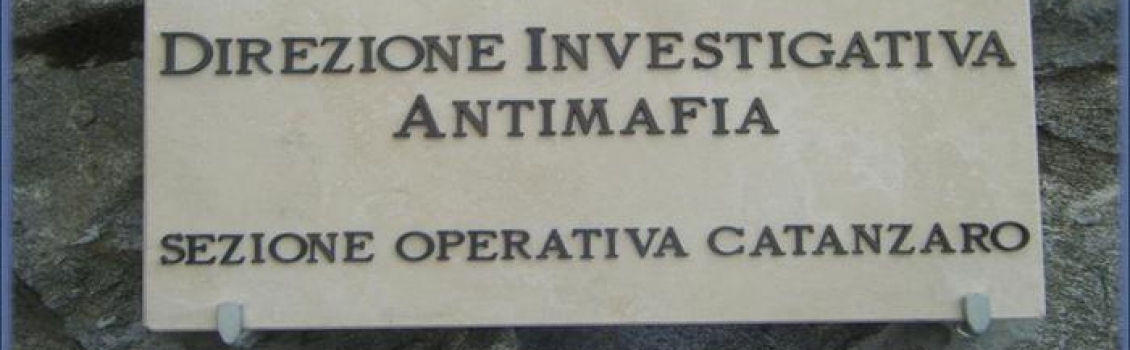 DIREZIONE INVESTIGATIVA
ANTIMAFIA
SEZIONE OPERATIVA CATANZARO